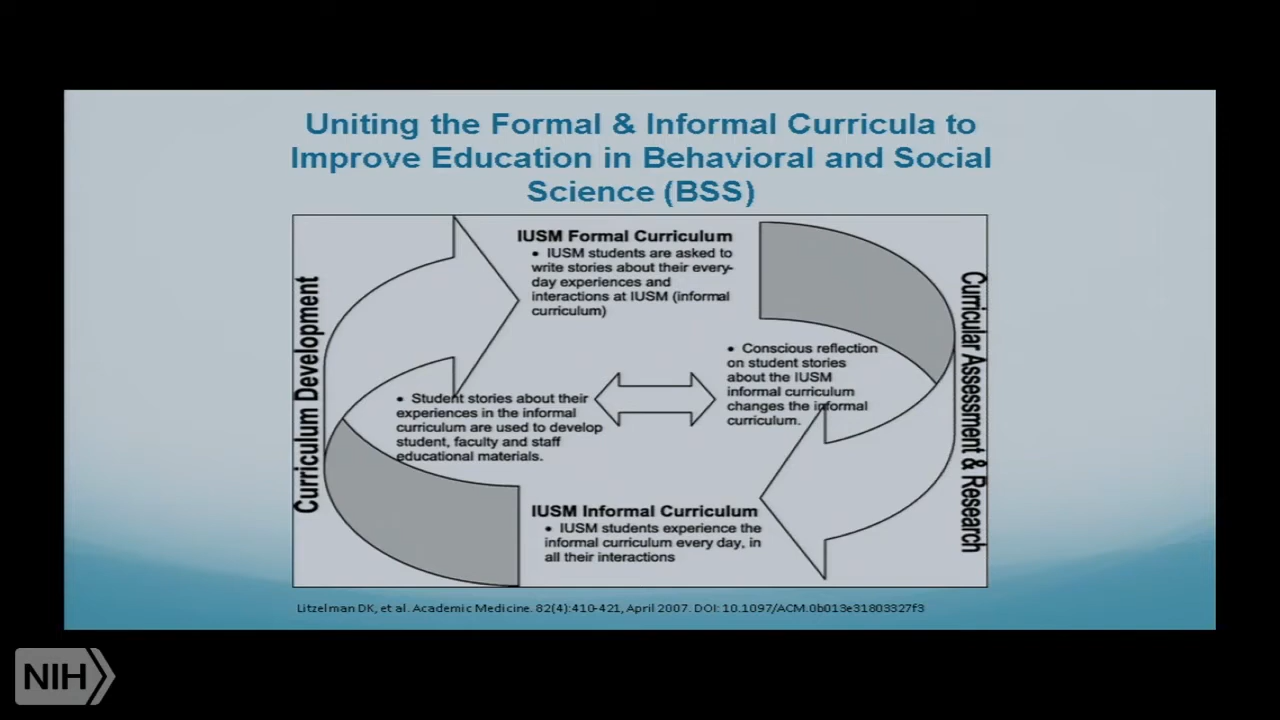 Uniting the Formal & Informal Curricula to
Improve Education in Behavioral and Social
Science (BSS)
IUSM Formal Curriculum
• IUSM students are asked to
write stories about their every-
day experiences and
interactions at IUSM (informal
curriculum)
Curriculum Development
Curricular Assessment & Research
• Conscious reflection
on student stories
about the IUSM
informal curriculum
changes the informal
curriculum.
• Student stories about their
experiences in the informal
curriculum are used to develop
student, faculty and staff
educational materials.
IUSM Informal Curriculum
• IUSM students experience the
informal curriculum every day, in
all their interactions
Litzelman DK, et al. Academic Medicine. 82(4):410-421, April 2007. DOI: 10.1097/ACM.0b013e31803327f3
NIH